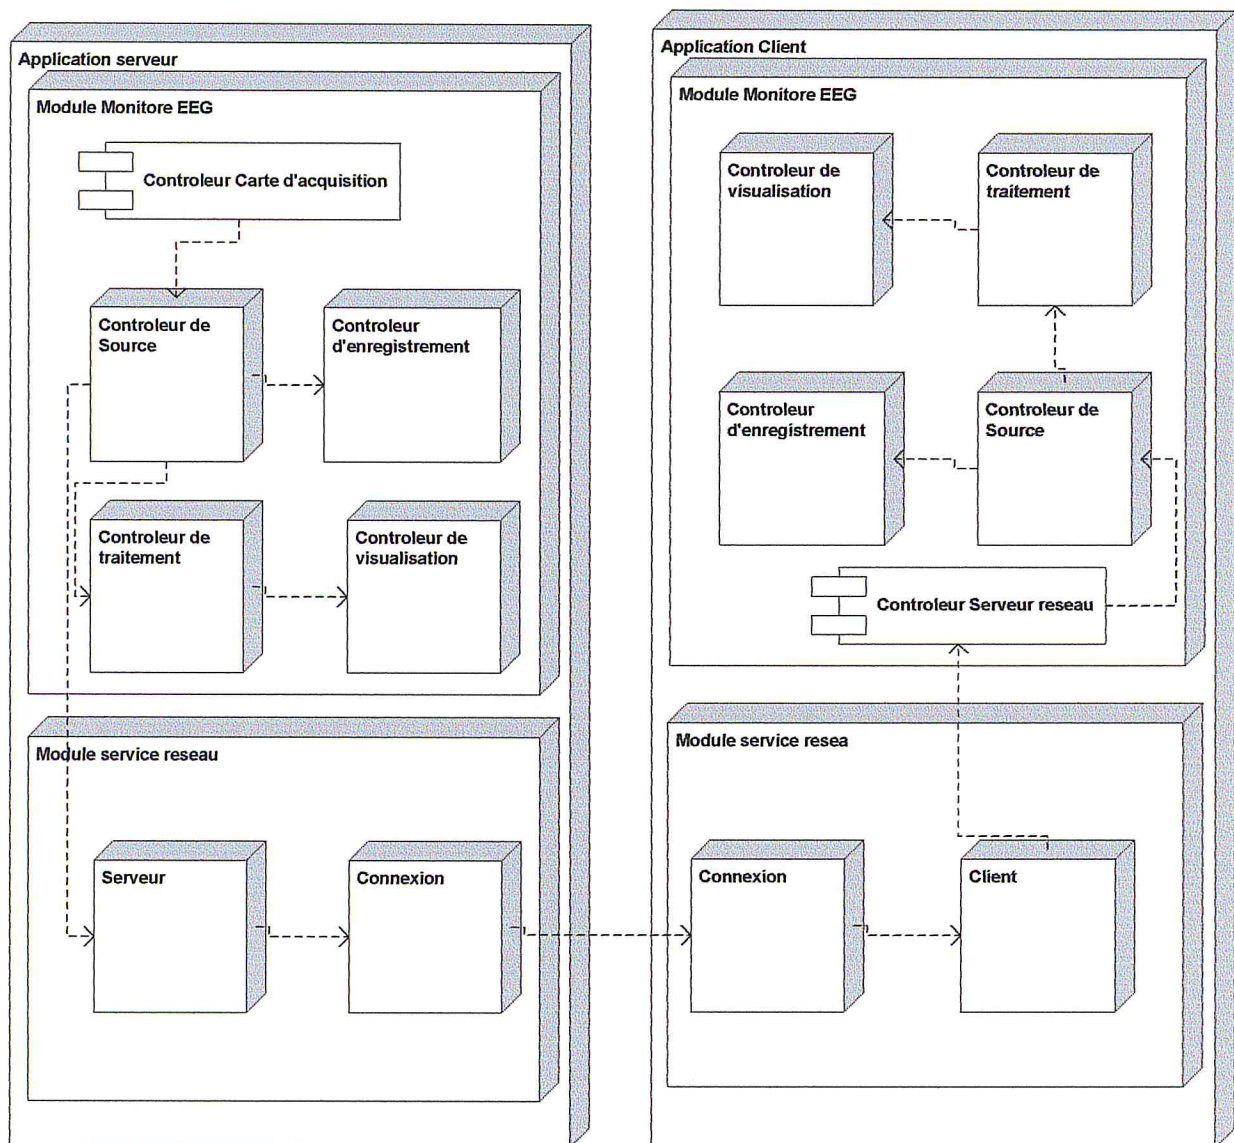 Application serveur
Module Monitore EEG
Controleur Carte d'acquisition
Controleur de
Source
Controleur
d'enregistrement
Controleur de
traitement
Controleur de
visualisation
Module service reseau
Serveur
Connexion
Application Client
Module Monitore EEG
Controleur de
visualisation
Controleur de
traitement
Controleur
d'enregistrement
Controleur de
Source
Controleur Serveur reseau
Module service resea
Connexion
Client